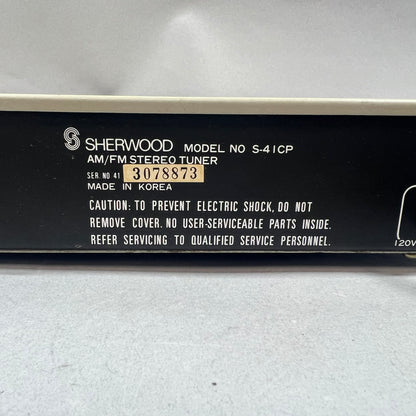 SHERWOOD MODEL NO S-41CP
AM/FM STEREO TUNER
SER. NO 41 3078873
MADE IN KOREA
CAUTION: TO PREVENT ELECTRIC SHOCK, DO NOT
REMOVE COVER. NO USER-SERVICEABLE PARTS INSIDE.
REFER SERVICING TO QUALIFIED SERVICE PERSONNEL.
120V